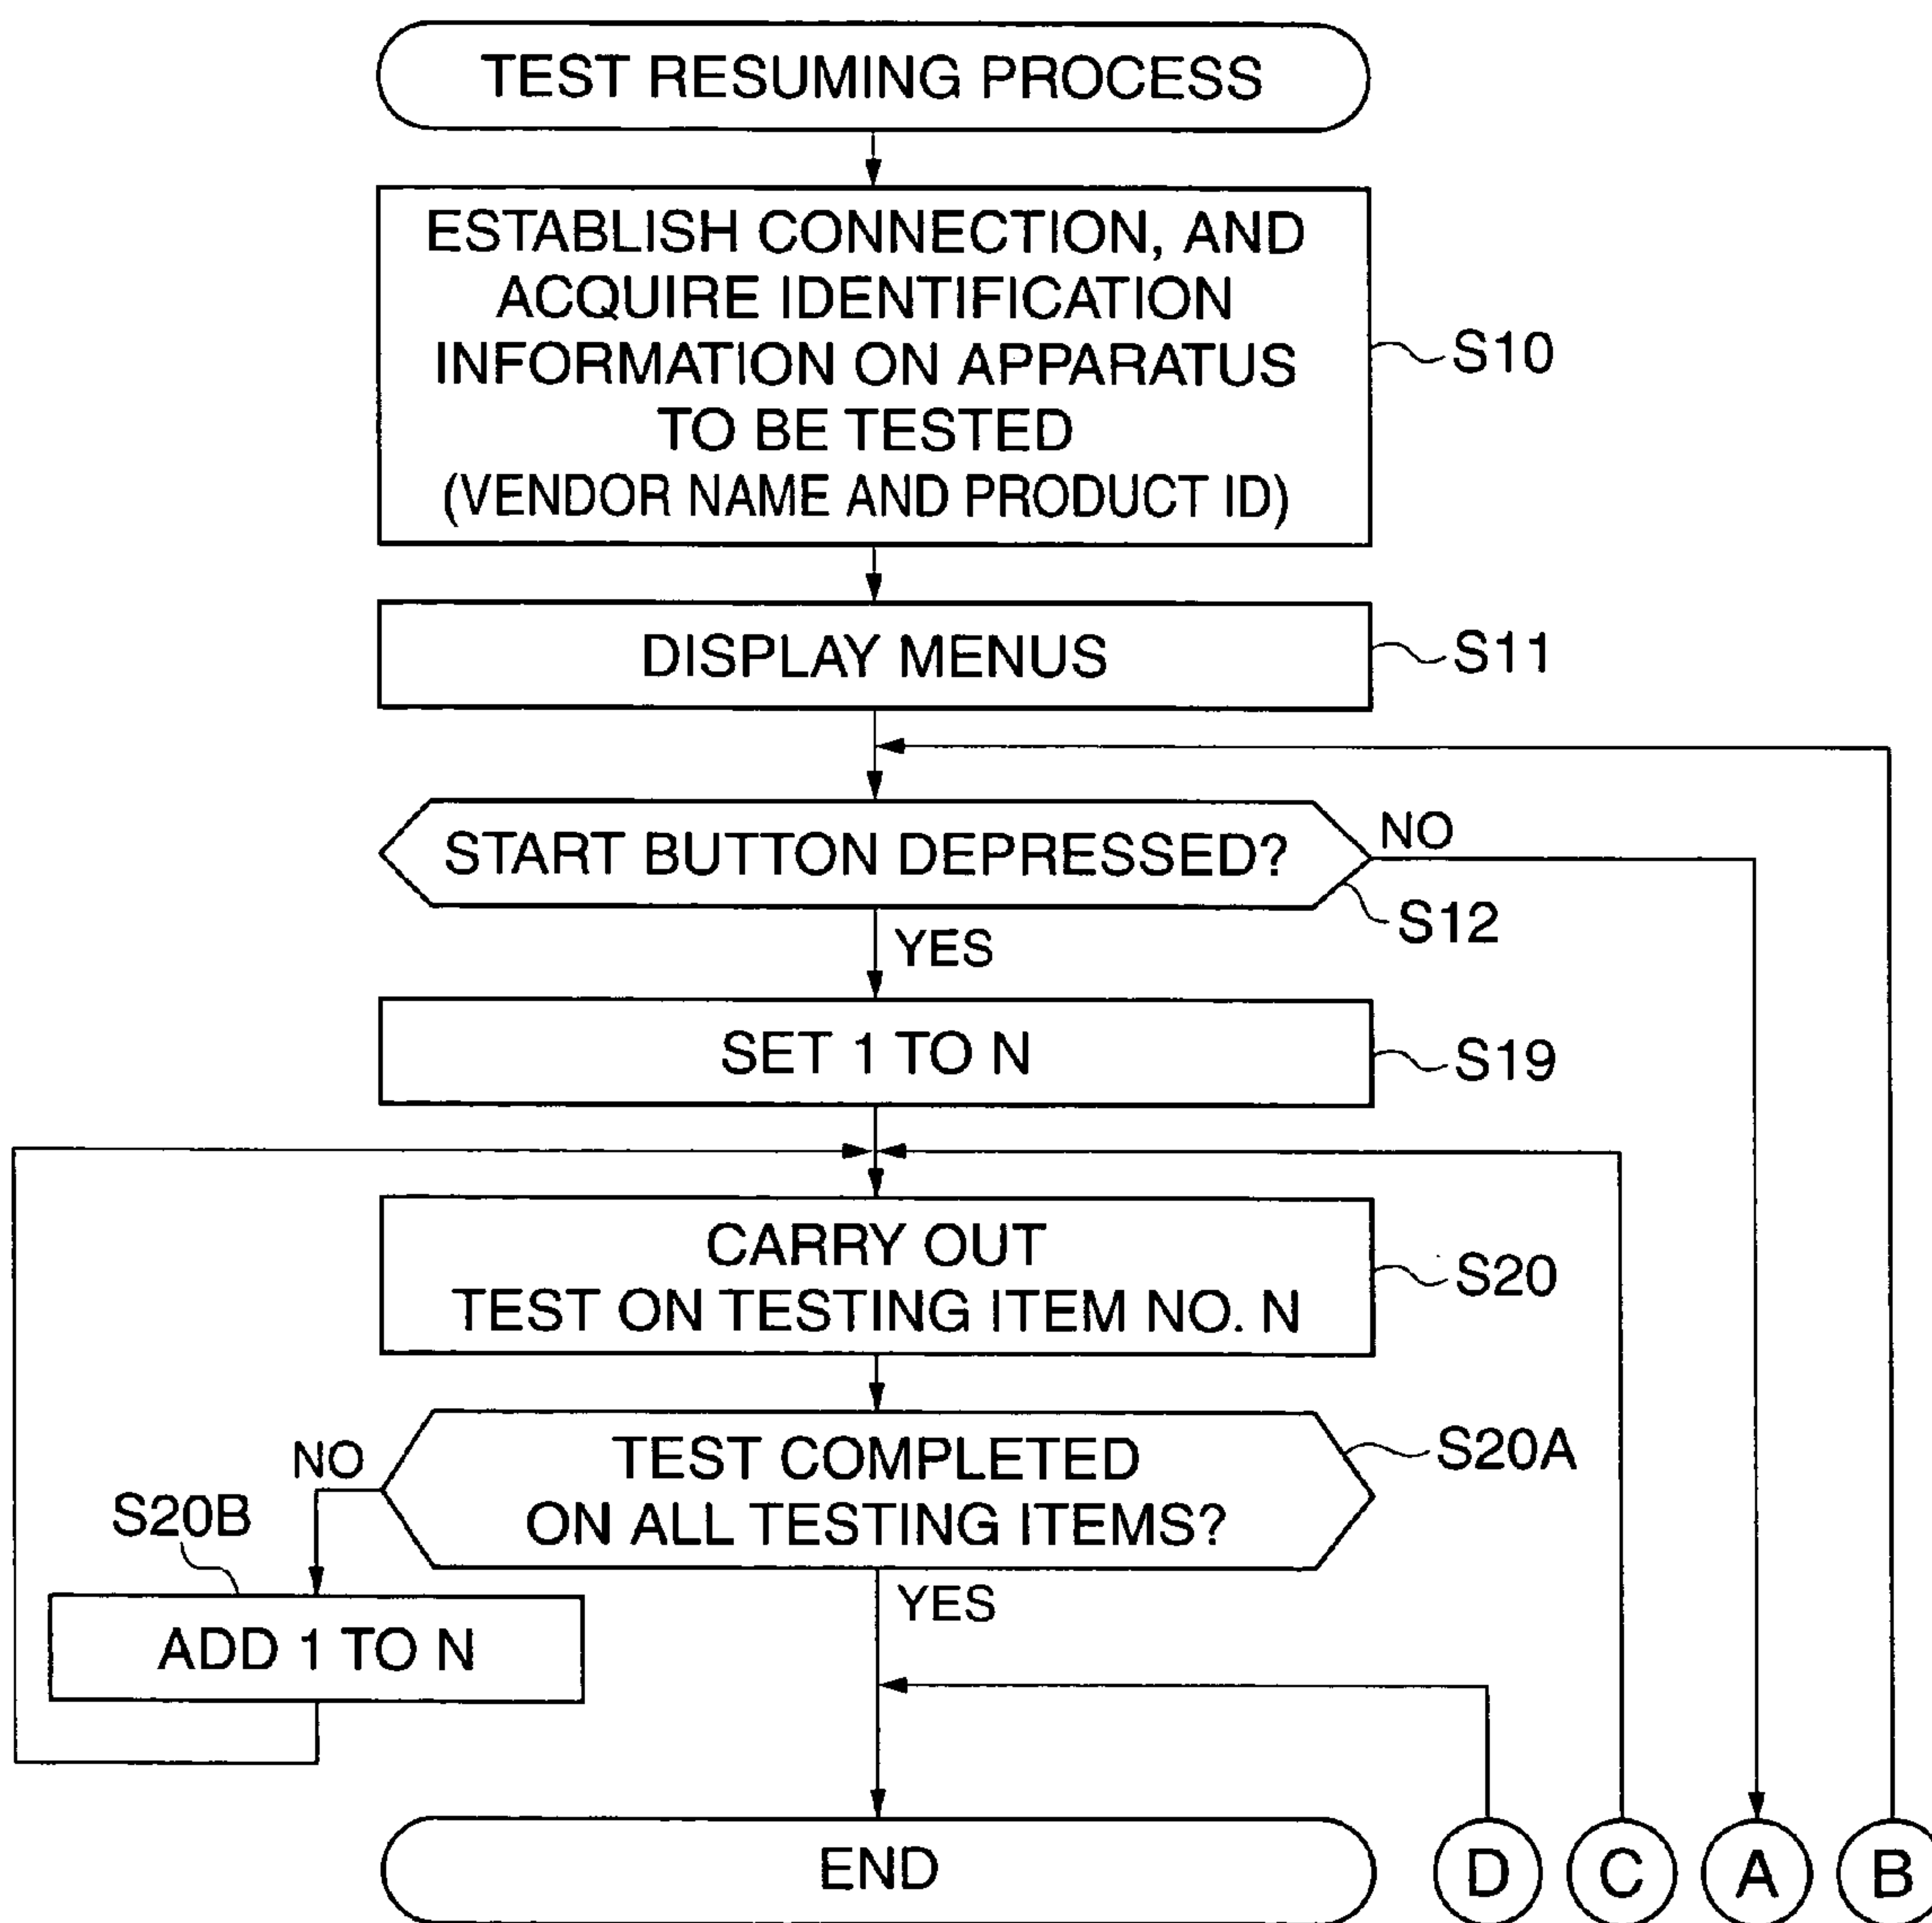 TEST RESUMING PROCESS
ESTABLISH CONNECTION, AND
ACQUIRE IDENTIFICATION
INFORMATION ON APPARATUS
TO BE TESTED
(VENDOR NAME AND PRODUCT ID)
S10
DISPLAY MENUS
S11
START BUTTON DEPRESSED?
NO
S12
YES
SET 1 TO N
S19
CARRY OUT
TEST ON TESTING ITEM NO. N
S20
TEST COMPLETED
ON ALL TESTING ITEMS?
S20A
NO
S20B
YES
ADD 1 TO N
END
D
C
A
B